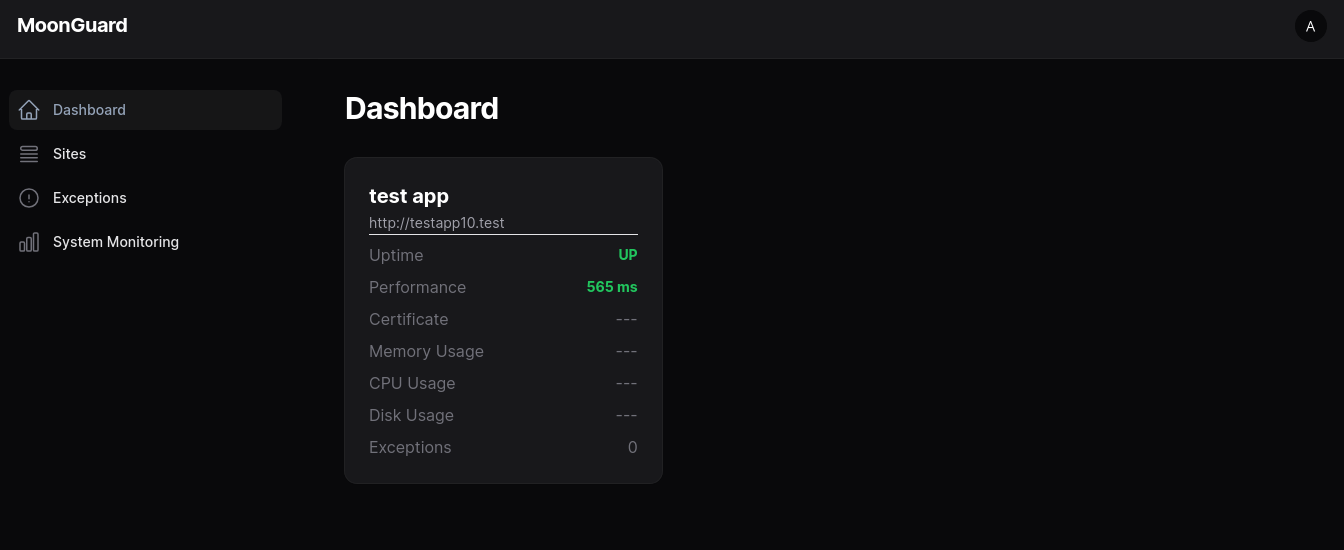 MoonGuard
A
Dashboard
Sites
Exceptions
System Monitoring
Dashboard
test app
http://testapp10.test
Uptime UP
Performance 565 ms
Certificate ---
Memory Usage ---
CPU Usage ---
Disk Usage ---
Exceptions 0